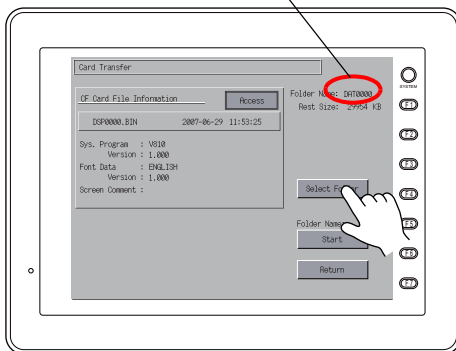 Card Transfer
SYSTEM
CF Card File Information
Access
Folder Name: DAT0000
Rest Size: 29954 KB
F1
DSP0000.BIN 2007-06-29 11:53:25
F2
Sys. Program : V810
Version : 1.000
Font Data : ENGLISH
Version : 1.000
Screen Comment :
F3
Select Fo er
F4
Folder Name
F5
Start
F6
Return
F7